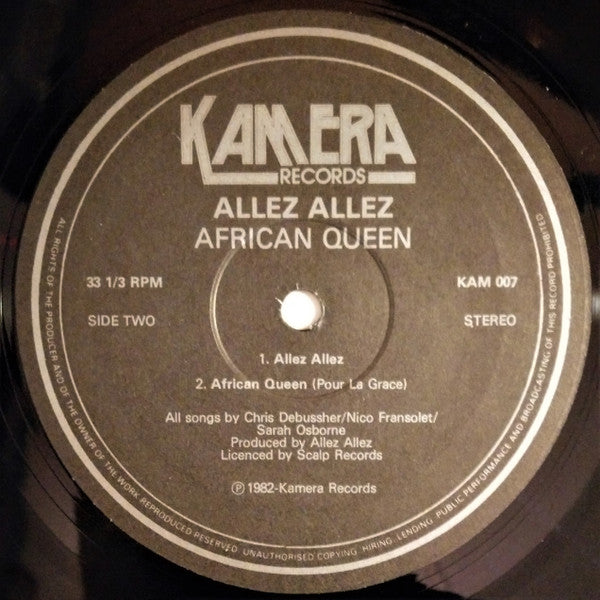 KAMERA
RECORDS
ALLEZ ALLEZ
AFRICAN QUEEN
33 1/3 RPM
KAM 007
SIDE TWO
STEREO
1. Allez Allez
2. African Queen (Pour La Grace)
All songs by Chris Debussher/Nico Fransolet/
Sarah Osborne
Produced by Allez Allez
Licenced by Scalp Records
Ⓟ 1982-Kamera Records
ALL RIGHTS OF THE PRODUCER AND OF THE OWNER OF THE WORK REPRODUCED RESERVED. UNAUTHORISED COPYING, HIRING, LENDING, PUBLIC PERFORMANCE AND BROADCASTING OF THIS RECORD PROHIBITED